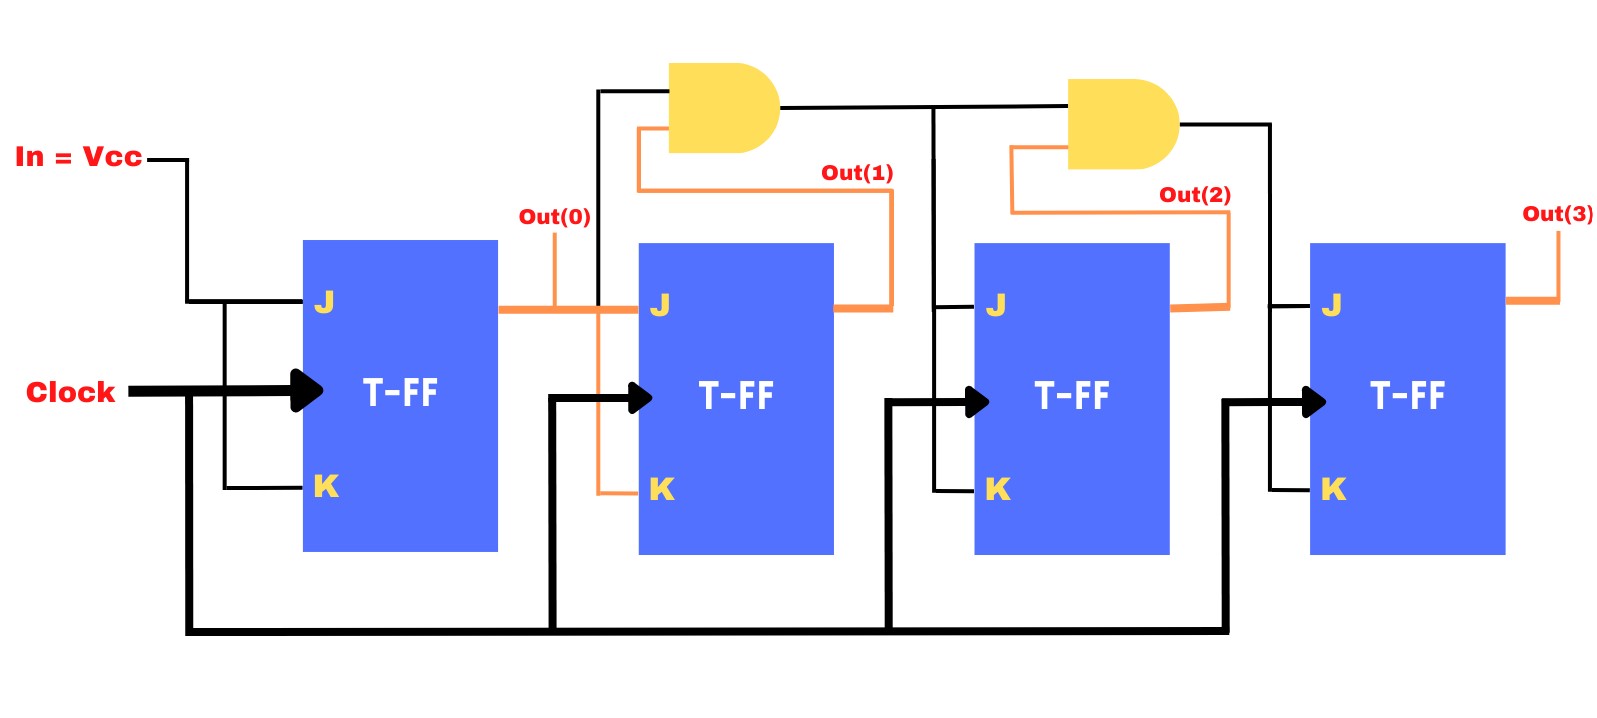 In = Vcc
Clock
Out(0)
Out(1)
Out(2)
Out(3)
J
T-FF
K
J
T-FF
K
J
T-FF
K
J
T-FF
K